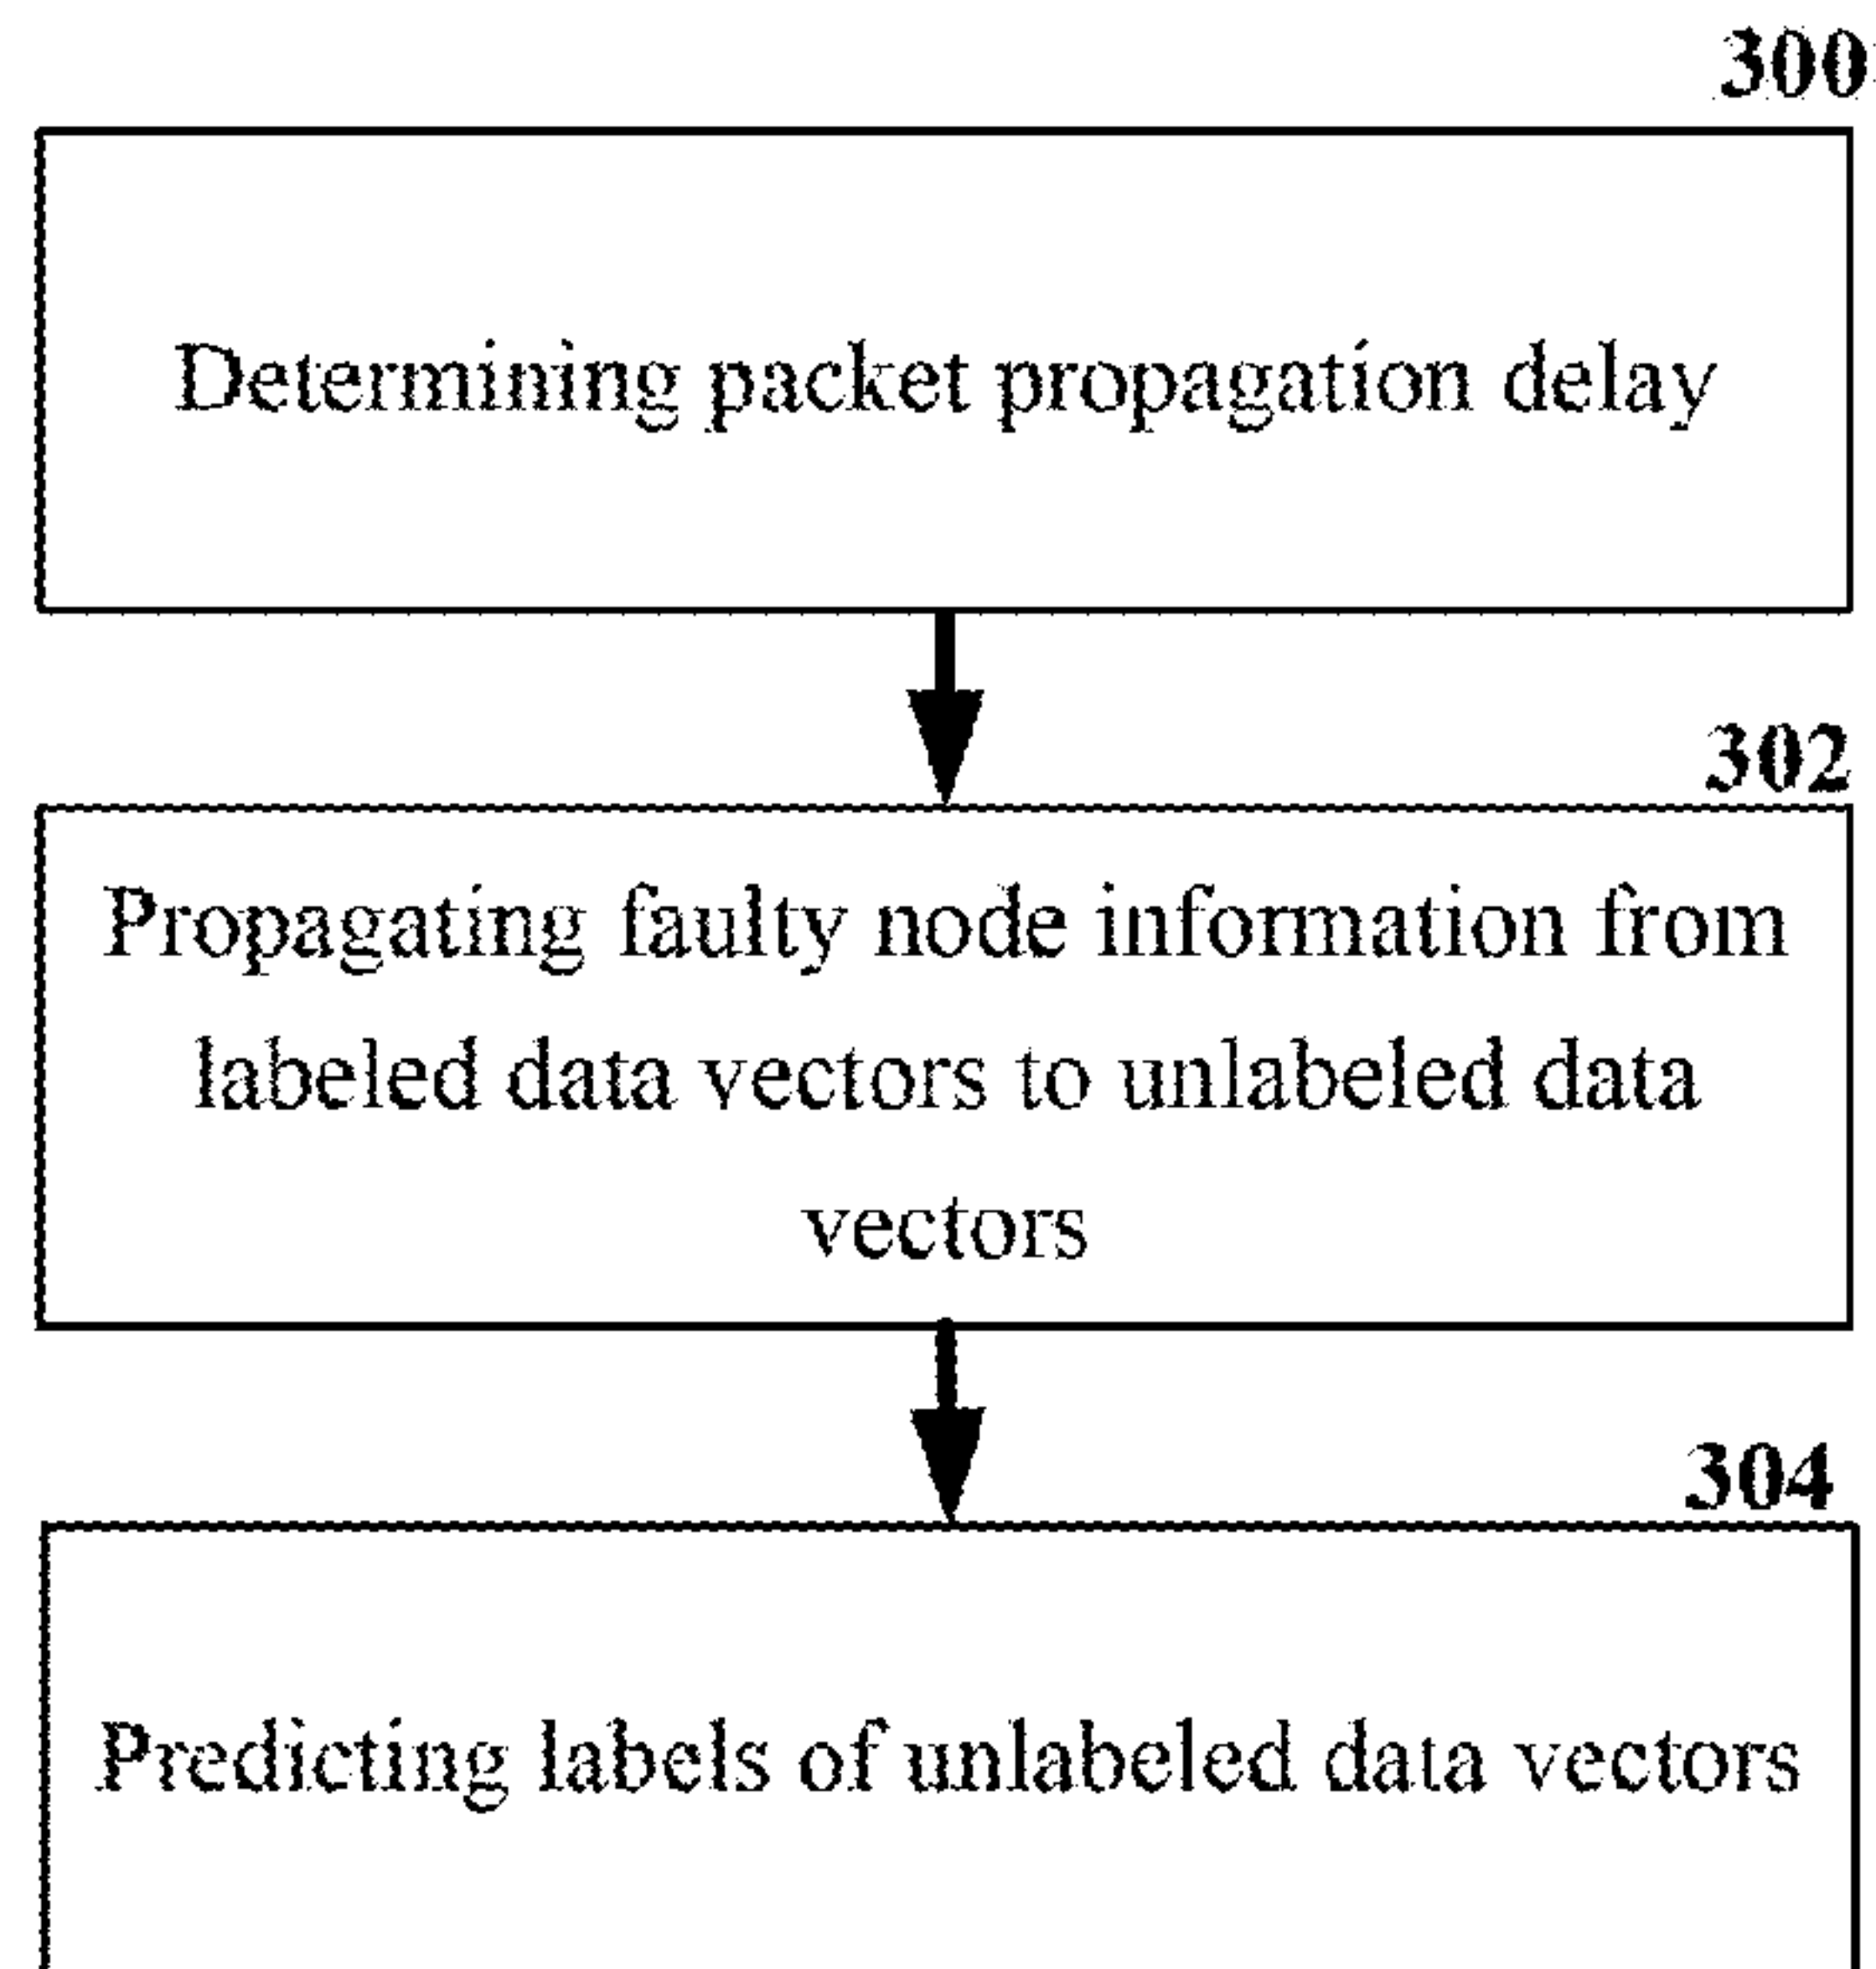 300
Determining packet propagation delay
302
Propagating faulty node information from
labeled data vectors to unlabeled data
vectors
304
Predicting labels of unlabeled data vectors